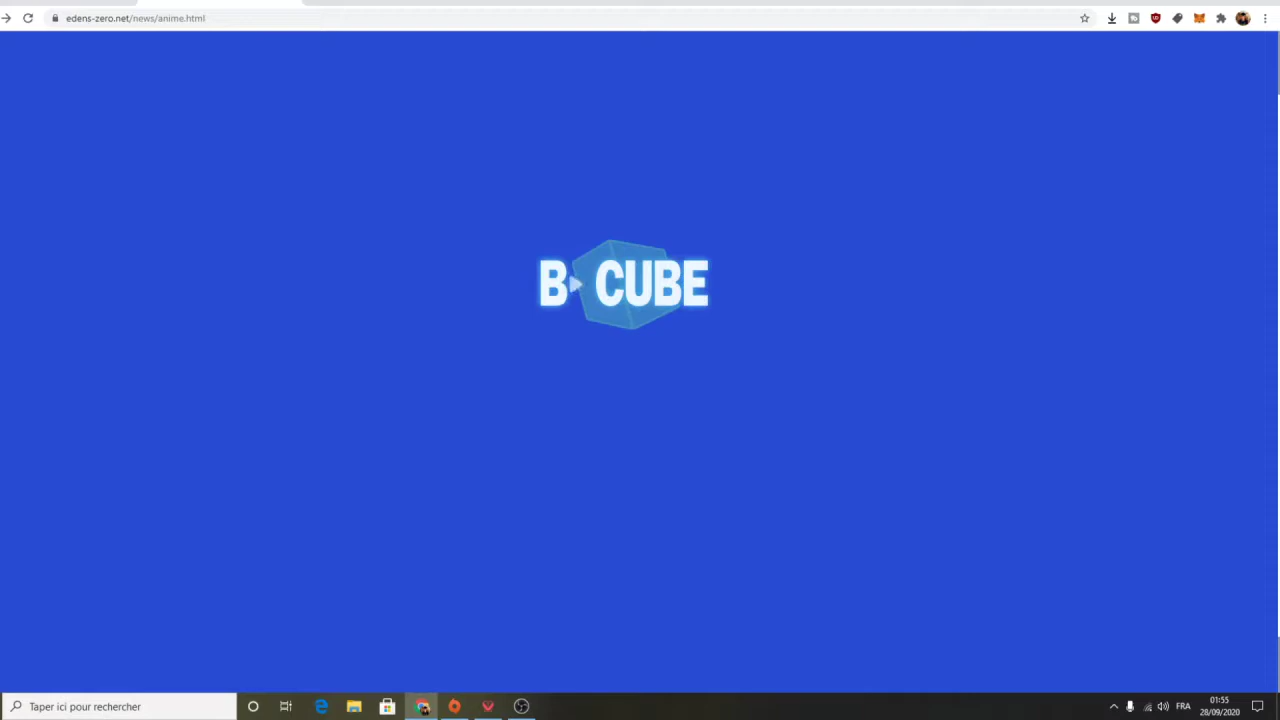 edens-zero.net/news/anime.html
B CUBE
Taper ici pour rechercher
FRA
01:55
28/09/2020